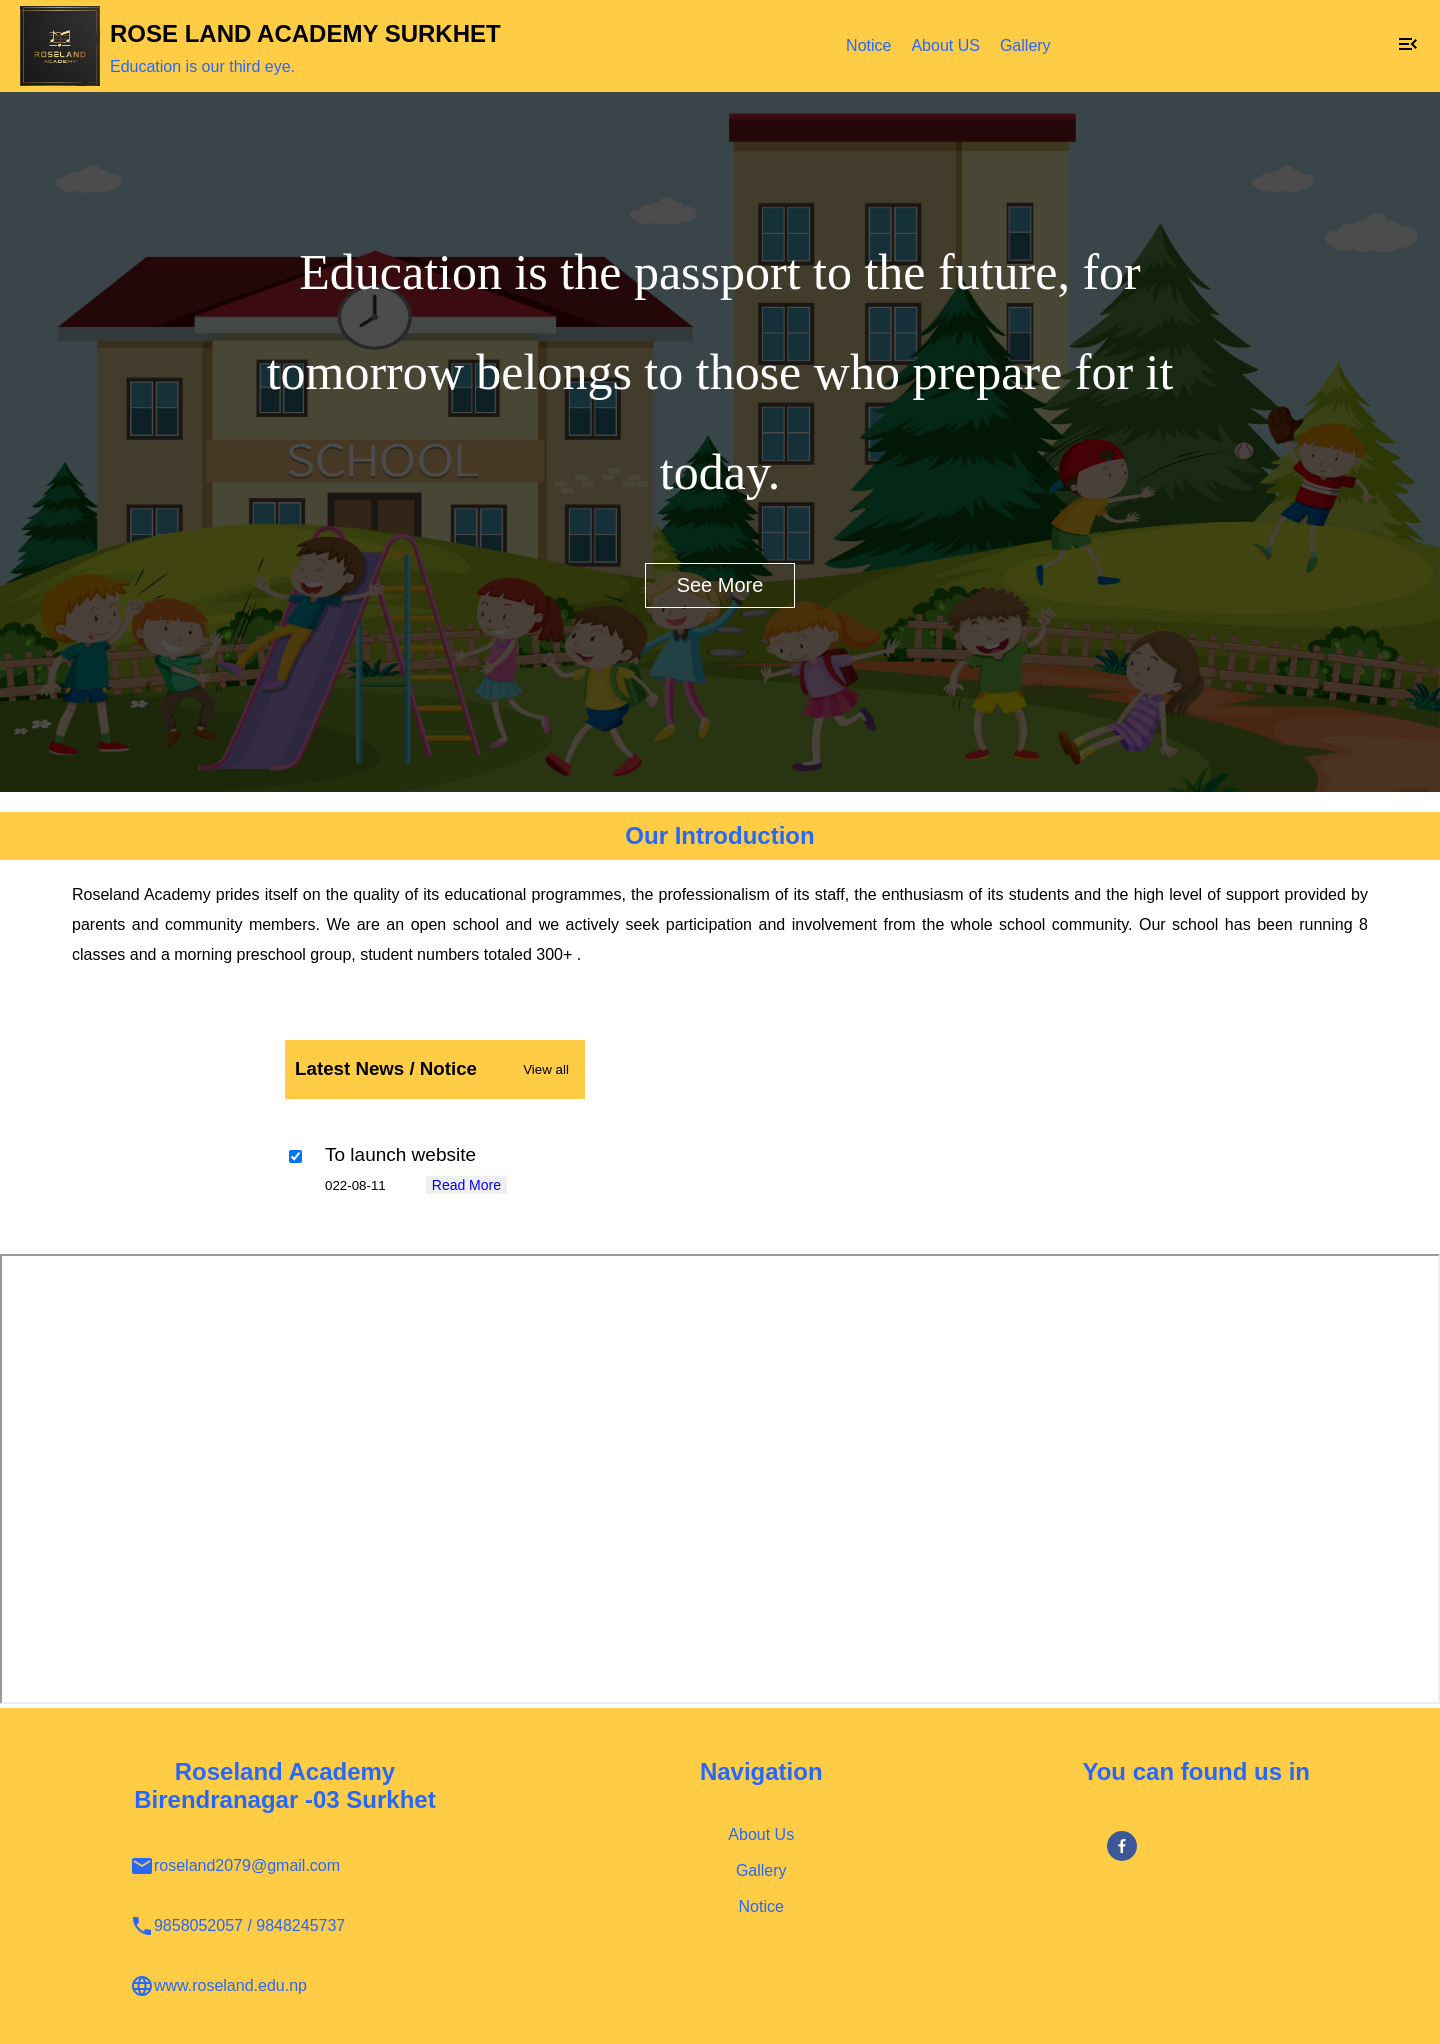 ROSELAND
ACADEMY
ROSE LAND ACADEMY SURKHET
Education is our third eye.
Notice About US Gallery
Education is the passport to the future, for
tomorrow belongs to those who prepare for it
today.
SCHOOL
See More
Our Introduction
Roseland Academy prides itself on the quality of its educational programmes, the professionalism of its staff, the enthusiasm of its students and the high level of support provided by
parents and community members. We are an open school and we actively seek participation and involvement from the whole school community. Our school has been running 8
classes and a morning preschool group, student numbers totaled 300+ .
Latest News / Notice View all
To launch website
022-08-11 Read More
Roseland Academy
Birendranagar -03 Surkhet
roseland2079@gmail.com
9858052057 / 9848245737
www.roseland.edu.np
Navigation
About Us
Gallery
Notice
You can found us in